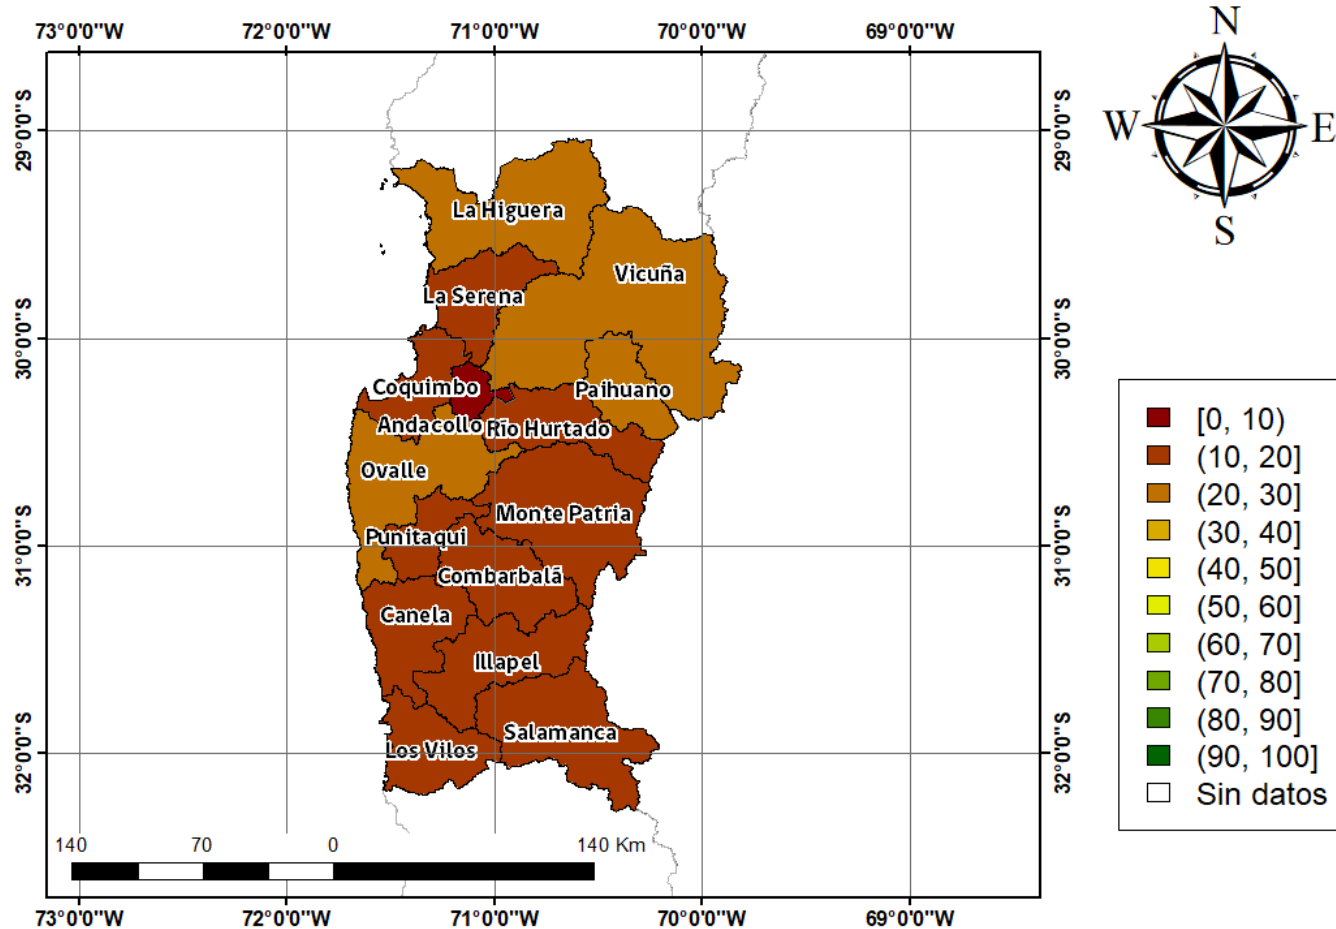 73°0'0"W 72°0'0"W 71°0'0"W 70°0'0"W 69°0'0"W
N
W E
S
29°0'0"S 29°0'0"S
La Higuera
Vicuña
La Serena
30°0'0"S 30°0'0"S
Coquimbo Paihuano
Andacollo Río Hurtado
Ovalle
Monte Patria
Punitaqui
31°0'0"S 31°0'0"S
Combarbalá
Canela
Illapel
Salamanca
Los Vilos
32°0'0"S 32°0'0"S
[0, 10)
(10, 20]
(20, 30]
(30, 40]
(40, 50]
(50, 60]
(60, 70]
(70, 80]
(80, 90]
(90, 100]
Sin datos
140 70 0 140 Km
73°0'0"W 72°0'0"W 71°0'0"W 70°0'0"W 69°0'0"W